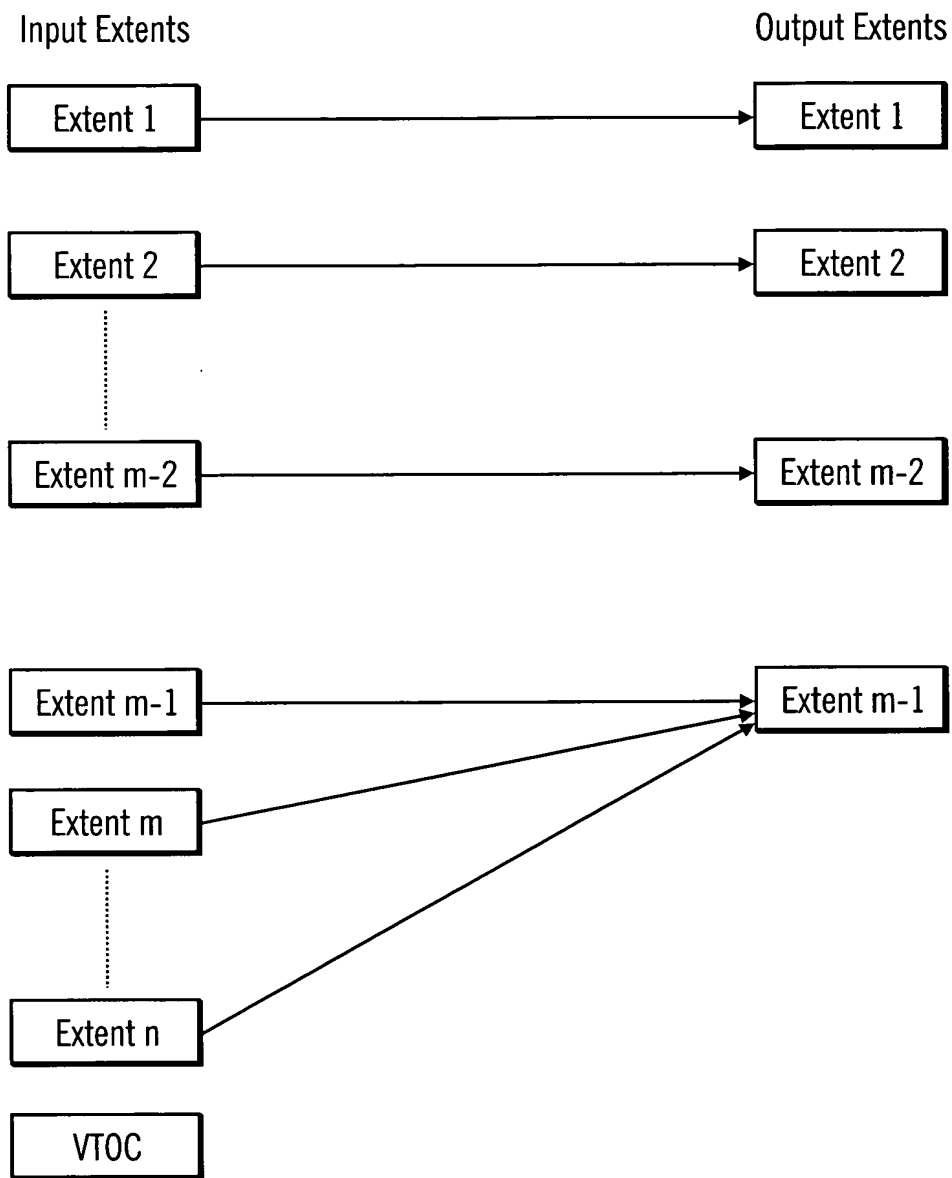 Input Extents
Output Extents
Extent 1
Extent 1
Extent 2
Extent 2
Extent m-2
Extent m-2
Extent m-1
Extent m-1
Extent m
Extent n
VTOC